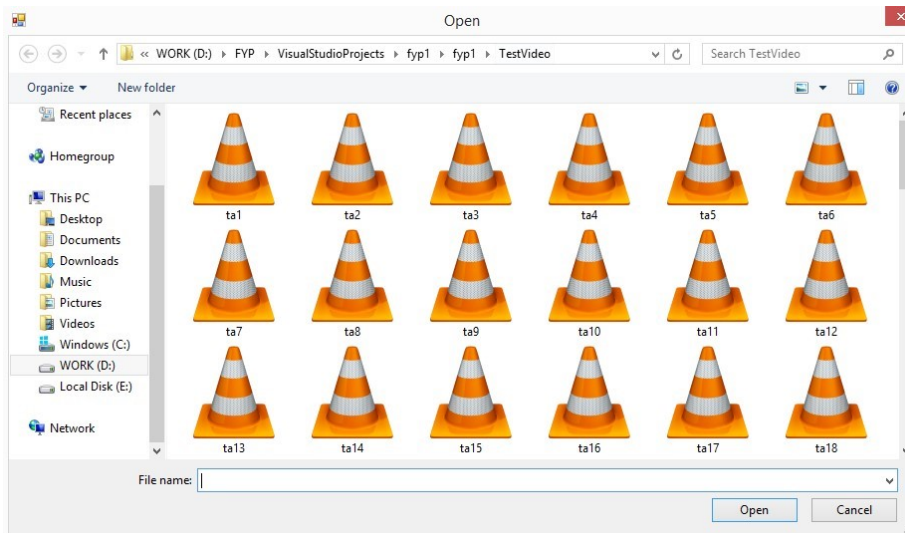 Open
« WORK (D:) ▸ FYP ▸ VisualStudioProjects ▸ fyp1 ▸ fyp1 ▸ TestVideo
Search TestVideo
Organize
New folder
Recent places
Homegroup
This PC
Desktop
Documents
Downloads
Music
Pictures
Videos
Windows (C:)
WORK (D:)
Local Disk (E:)
Network
ta1 ta2 ta3 ta4 ta5 ta6
ta7 ta8 ta9 ta10 ta11 ta12
ta13 ta14 ta15 ta16 ta17 ta18
File name:
Open Cancel